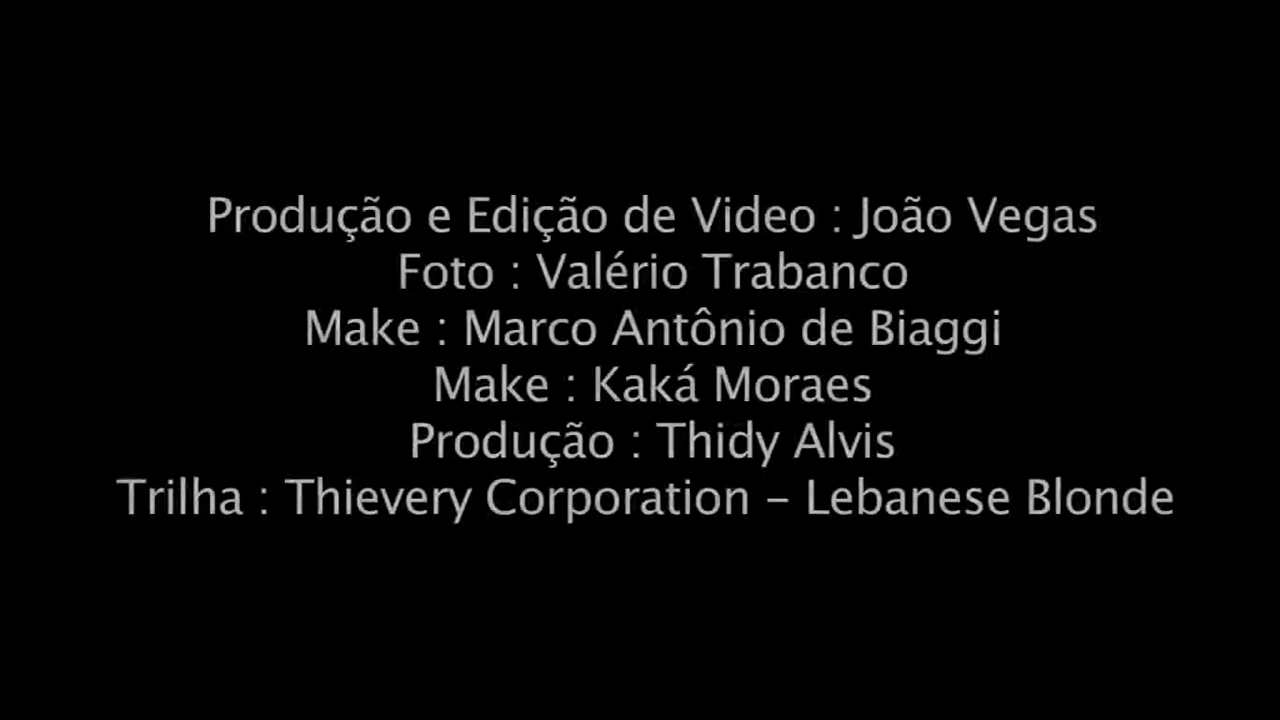 Produção e Edição de Video : João Vegas
Foto : Valério Trabanco
Make : Marco Antônio de Biaggi
Make : Kaká Moraes
Produção : Thidy Alvis
Trilha : Thievery Corporation – Lebanese Blonde